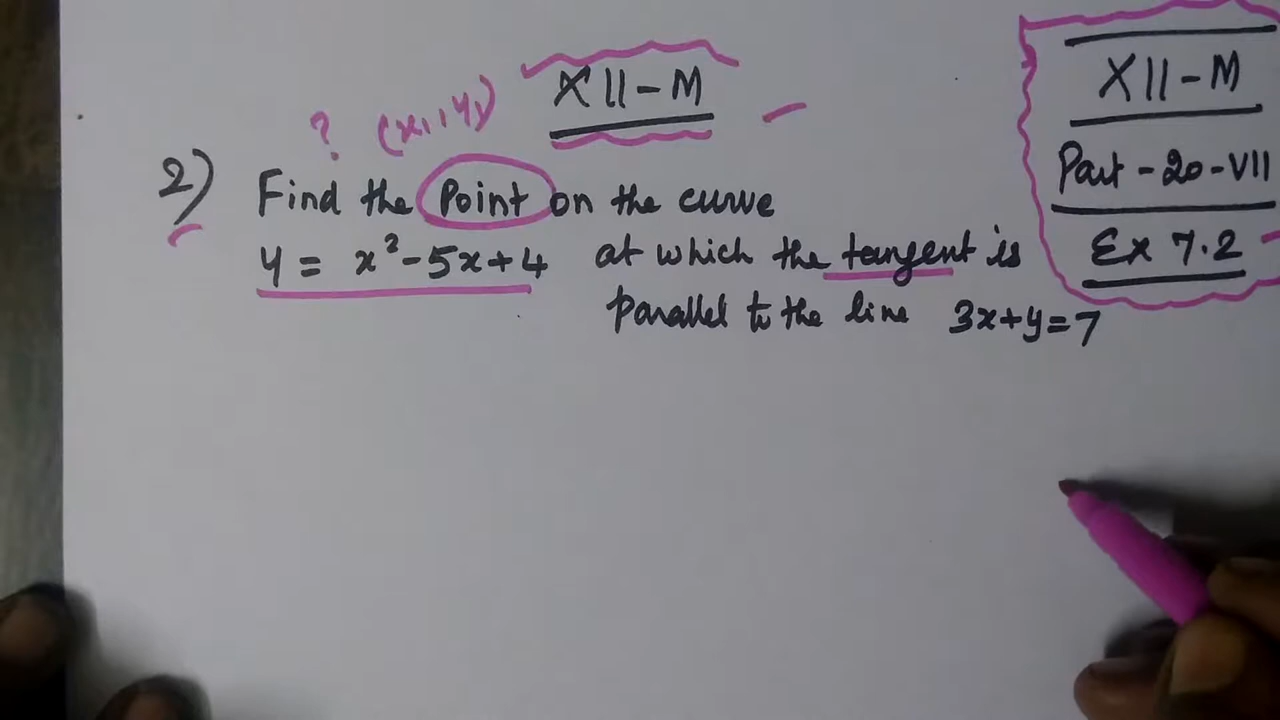 XII-M
? (x₁, y₁)
2) Find the Point on the curve
y = x²-5x+4 at which the tangent is
parallel to the line 3x+y=7
XII-M
Part-20-VII
Ex 7.2